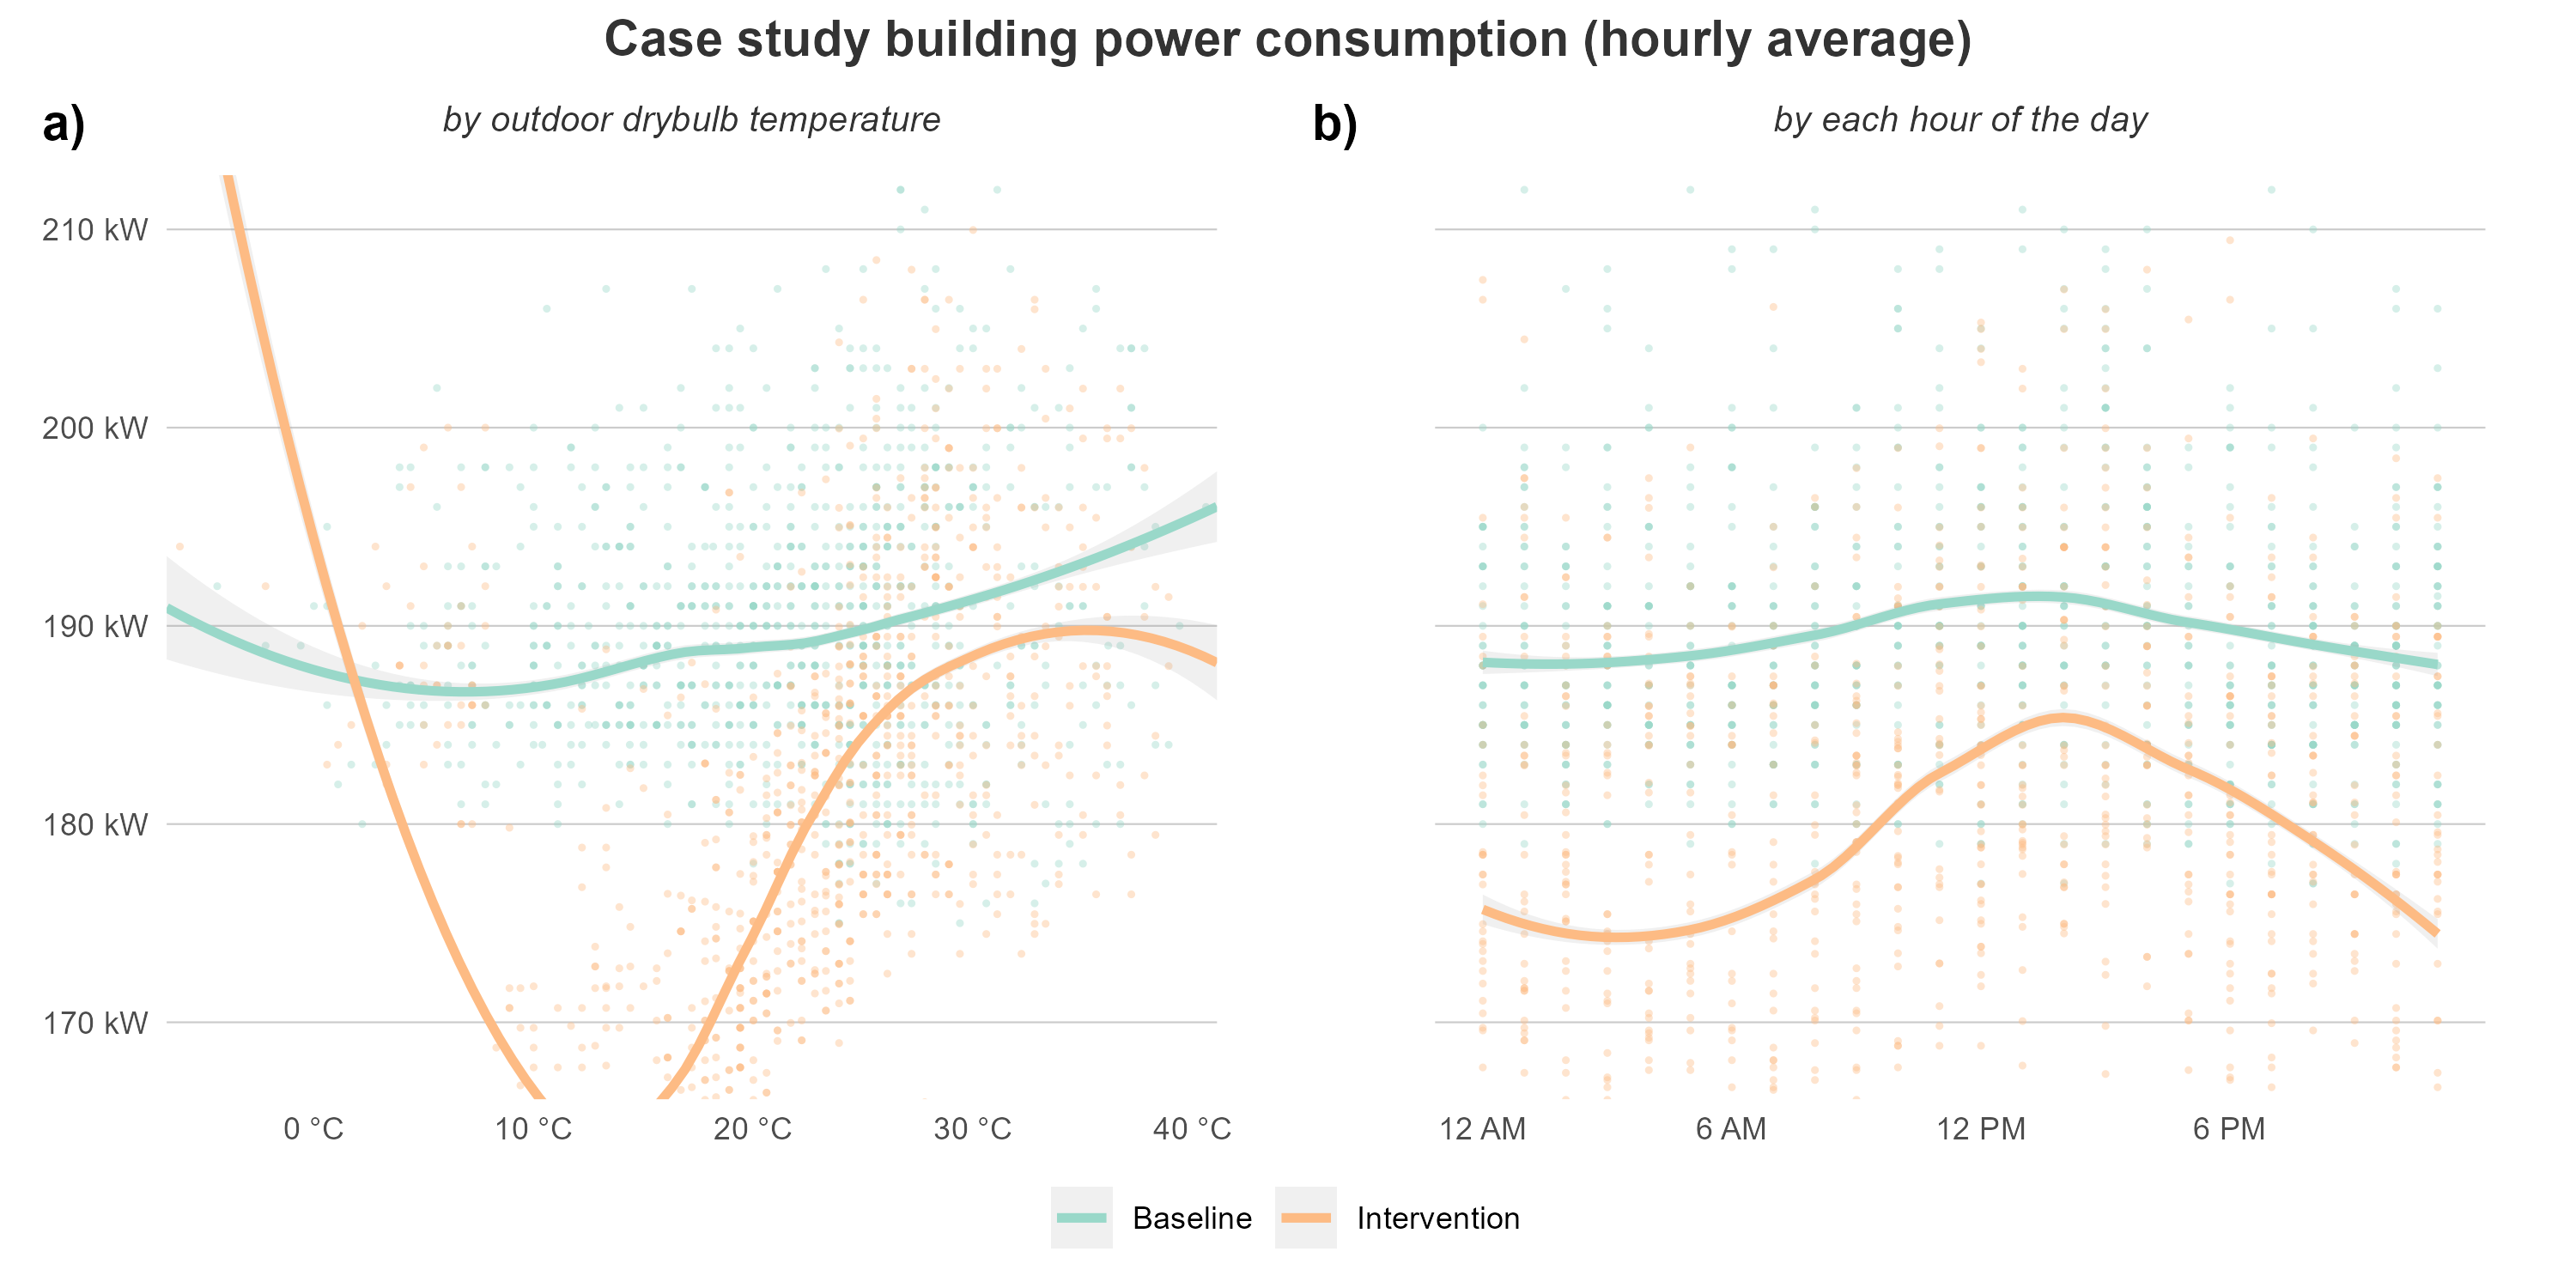 Case study building power consumption (hourly average)
a)
by outdoor drybulb temperature
210 kW
200 kW
190 kW
180 kW
170 kW
0 °C
10 °C
20 °C
30 °C
40 °C
b)
by each hour of the day
12 AM
6 AM
12 PM
6 PM
Baseline
Intervention